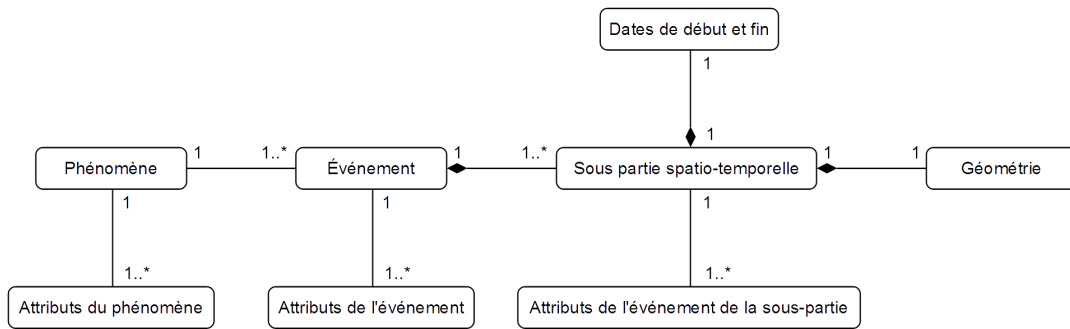 Dates de début et fin
1
1
Phénomène
1
1..*
Événement
1
1..*
Sous partie spatio-temporelle
1
1
Géométrie
1
1
1
1..*
1..*
1..*
Attributs du phénomène
Attributs de l'événement
Attributs de l'événement de la sous-partie